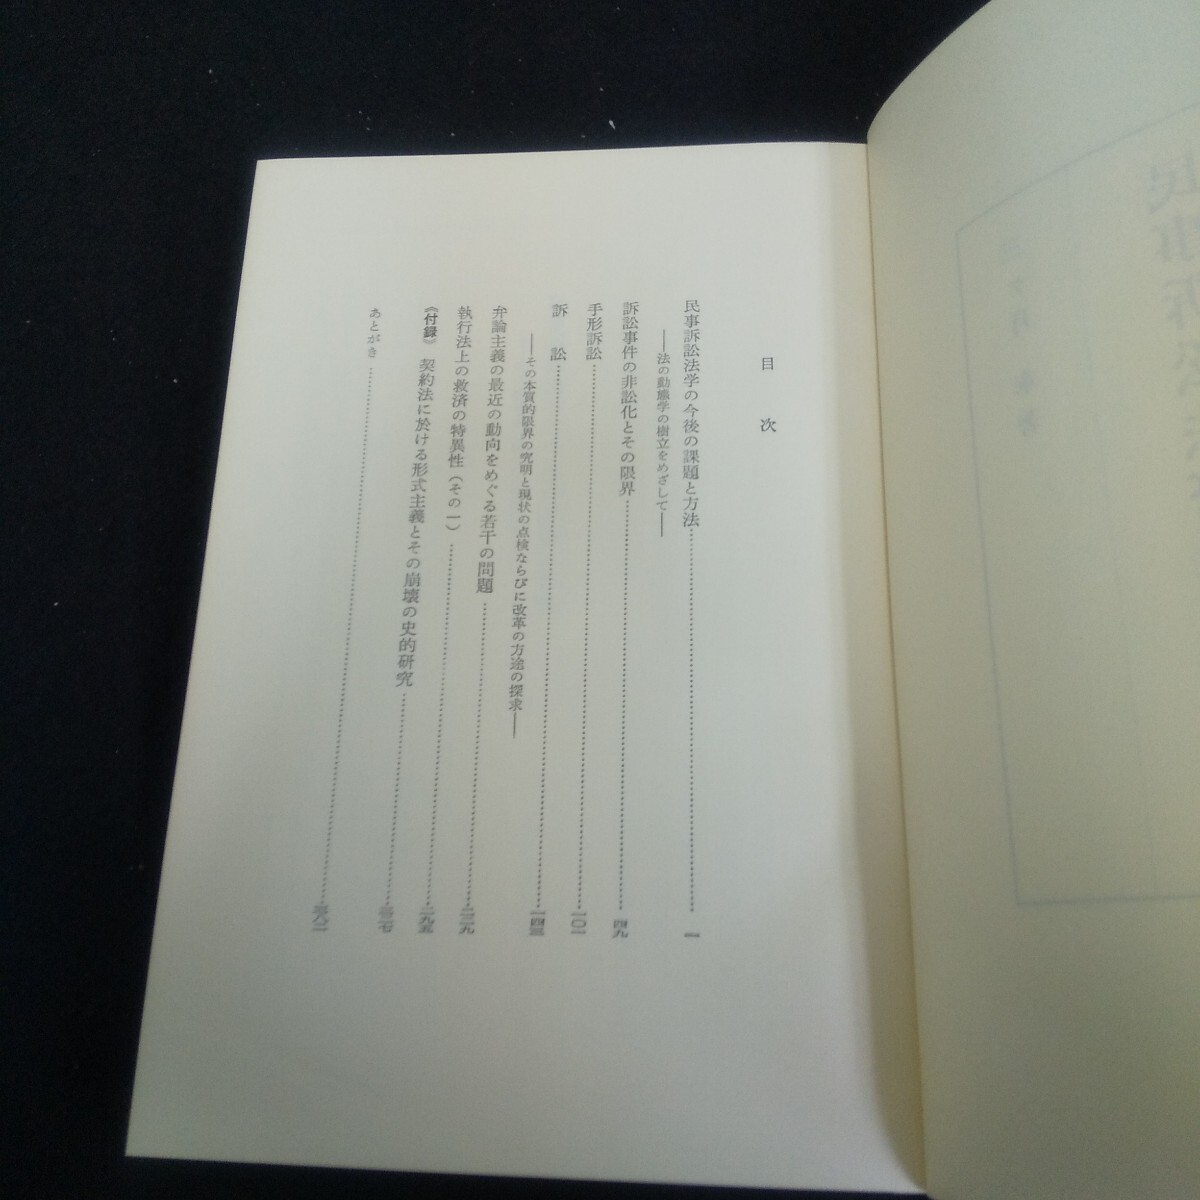 目次
民事訴訟法学の今後の課題と方法……一
――法の動態学の樹立をめざして――
訴訟事件の非訟化とその限界……四九
手形訴訟……一〇一
訴訟……一四三
――その本質的限界の究明と現状の点検ならびに改革の方途の探求――
弁論主義の最近の動向をめぐる若干の問題……二二九
執行法上の救済の特異性（その一）……二九五
《付録》 契約法に於ける形式主義とその崩壊の史的研究……三二七
あとがき……三八一